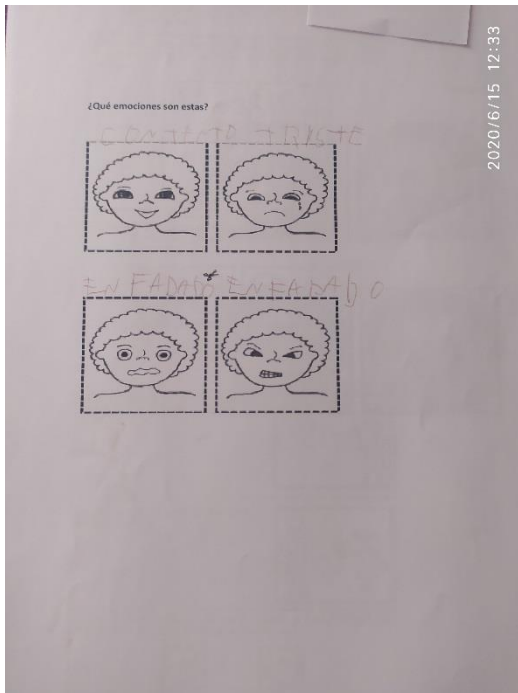 2020/6/15 12:33
¿Qué emociones son estas?
CONTENTO TRISTE
ENFADADO ENFADADO